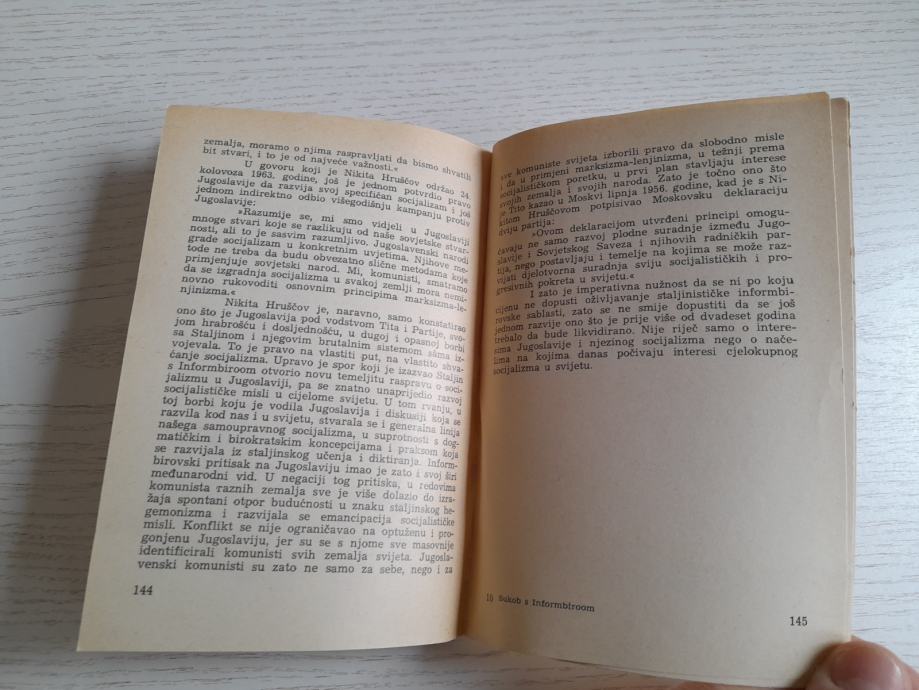 zemalja, moramo o njima raspravljati da bismo shvatili
bit stvari, i to je od najveće važnosti.«
U govoru koji je Nikita Hruščov održao 24.
kolovoza 1963. godine, još je jednom potvrdio pravo
Jugoslavije da razvija svoj specifičan socijalizam i još
jednom indirektno odbio višegodišnju kampanju protiv
Jugoslavije:
»Razumije se, mi smo vidjeli u Jugoslaviji
mnoge stvari koje se razlikuju od naše sovjetske stvar-
nosti, ali to je sasvim razumljivo. Jugoslavenski narodi
grade socijalizam u konkretnim uvjetima. Njihove me-
tode ne treba da budu obvezatno slične metodama koje
primjenjuje sovjetski narod. Mi, komunisti, smatramo
da se izgradnja socijalizma u svakoj zemlji mora nemi-
novno rukovoditi osnovnim principima marksizma-le-
njinizma.«
Nikita Hruščov je, naravno, samo konstatirao
ono što je Jugoslavija pod vodstvom Tita i Partije, svo-
jom hrabrošću i dosljednošću, u dugoj i opasnoj borbi
sa Staljinom i njegovim brutalnim sistemom sáma iz-
vojevala. To je pravo na vlastiti put, na vlastito shva-
ćanje socijalizma. Upravo je spor koji je izazvao Staljin
s Informbiroom otvorio novu temeljitu raspravu o soci-
jalizmu u Jugoslaviji, pa se znatno unaprijedio razvoj
socijalističke misli u cijelome svijetu. U tom rvanju, u
toj borbi koju je vodila Jugoslavija i diskusiji koja se
razvila kod nas i u svijetu, stvarala se i generalna linija
našega samoupravnog socijalizma, u suprotnosti s dog-
matičkim i birokratskim koncepcijama i praksom koja
se razvijala iz staljinskog učenja i diktiranja. Inform-
birovski pritisak na Jugoslaviju imao je zato i svoj širi
međunarodni vid. U negaciji tog pritiska, u redovima
komunista raznih zemalja sve je više dolazio do izra-
žaja spontani otpor budućnosti u znaku staljinskog he-
gemonizma i razvijala se emancipacija socijalističke
misli. Konflikt se nije ograničavao na optuženu i pro-
gonjenu Jugoslaviju, jer su se s njome sve masovnije
identificirali komunisti svih zemalja svijeta. Jugosla-
venski komunisti su zato ne samo za sebe, nego i za
144
sve komuniste svijeta izborili pravo da slobodno misle
i da u primjeni marksizma-lenjinizma, u težnji prema
socijalističkom poretku, u prvi plan stavljaju interese
svojih zemalja i svojih naroda. Zato je točno ono što
je Tito kazao u Moskvi lipnja 1956. godine, kad je s Ni-
kitom Hruščovom potpisivao Moskovsku deklaraciju
dviju partija:
»Ovom deklaracijom utvrđeni principi omogu-
ćavaju ne samo razvoj plodne suradnje između Jugo-
slavije i Sovjetskog Saveza i njihovih radničkih par-
tija, nego postavljaju i temelje na kojima se može raz-
vijati djelotvorna suradnja sviju socijalističkih i pro-
gresivnih pokreta u svijetu.«
I zato je imperativna nužnost da se ni po koju
cijenu ne dopusti oživljavanje staljinističke informbi-
rovske sablasti, zato se ne smije dopustiti da se još
jednom razvije ono što je prije više od dvadeset godina
trebalo da bude likvidirano. Nije riječ samo o intere-
sima Jugoslavije i njezinog socijalizma nego o nače-
lima na kojima danas počivaju interesi cjelokupnog
socijalizma u svijetu.
10 Sukob s Informbiroom
145